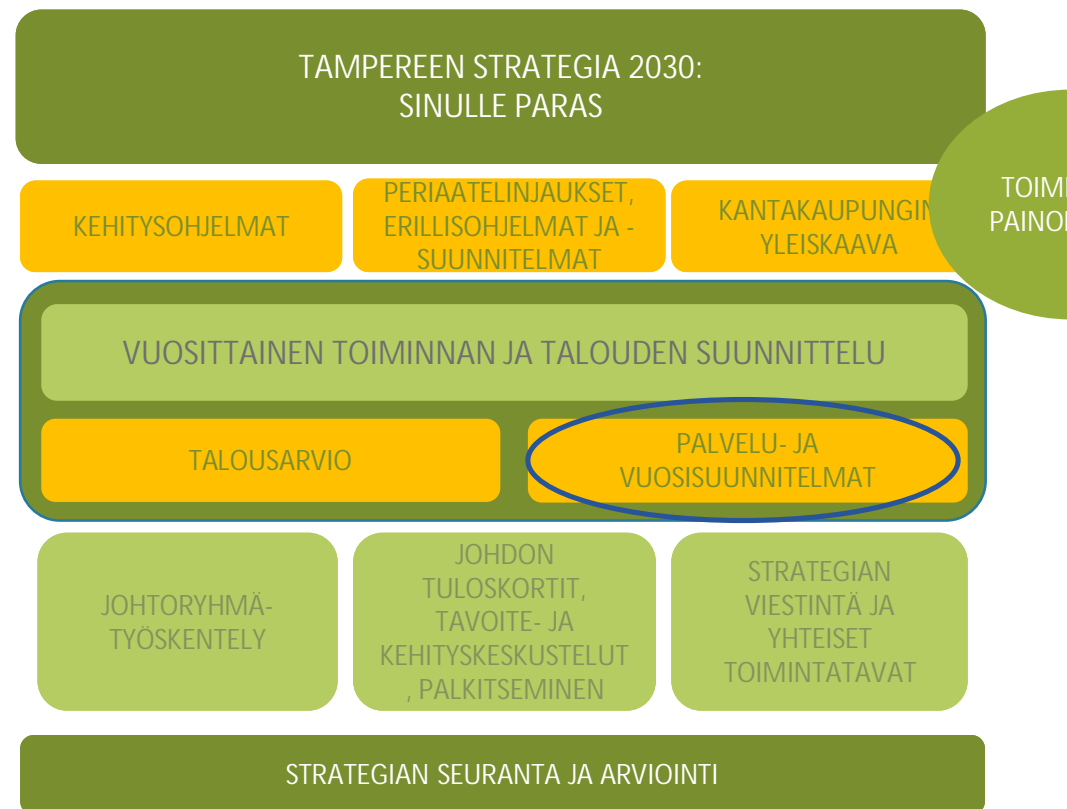 TAMPEREEN STRATEGIA 2030:
SINULLE PARAS
KEHITYSOHJELMAT
PERIAATELINJAUKSET,
ERILLISOHJELMAT JA -
SUUNNITELMAT
KANTAKAUPUNGIN
YLEISKAAVA
VUOSITTAINEN TOIMINNAN JA TALOUDEN SUUNNITTELU
TALOUSARVIO
PALVELU- JA
VUOSISUUNNITELMAT
JOHTORYHMÄ-
TYÖSKENTELY
JOHDON
TULOSKORTIT,
TAVOITE- JA
KEHITYSKESKUSTELUT
, PALKITSEMINEN
STRATEGIAN
VIESTINTÄ JA
YHTEISET
TOIMINTATAVAT
STRATEGIAN SEURANTA JA ARVIOINTI